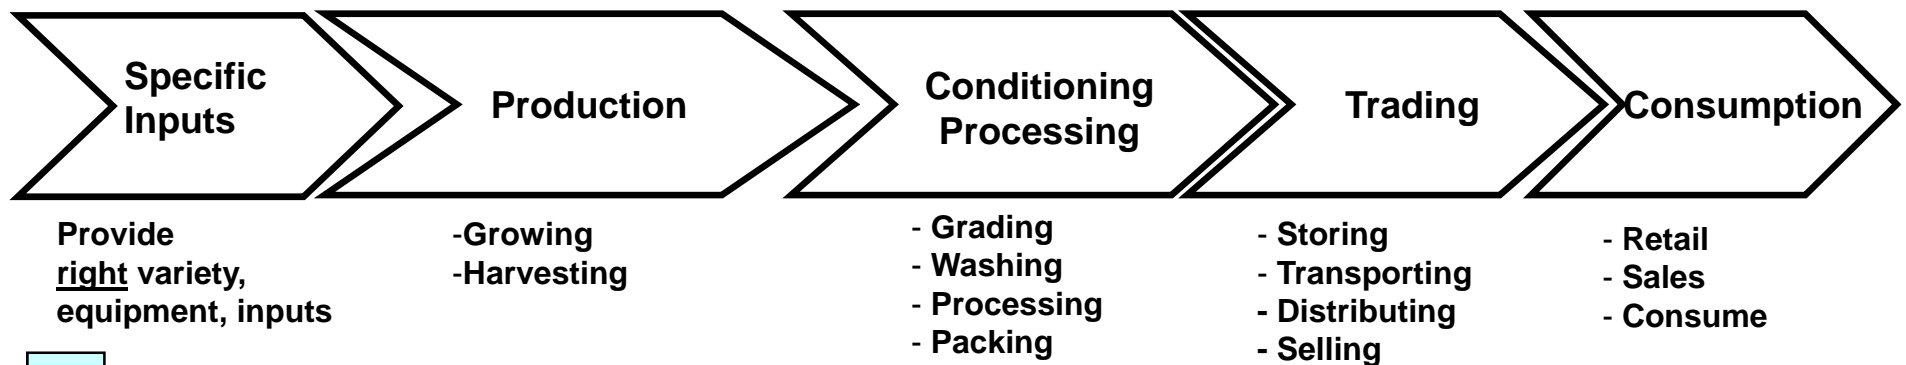 Specific
Inputs
Production
Conditioning
Processing
Trading
Consumption
Provide
right variety,
equipment, inputs
-Growing
-Harvesting
- Grading
- Washing
- Processing
- Packing
- Storing
- Transporting
- Distributing
- Selling
- Retail
- Sales
- Consume